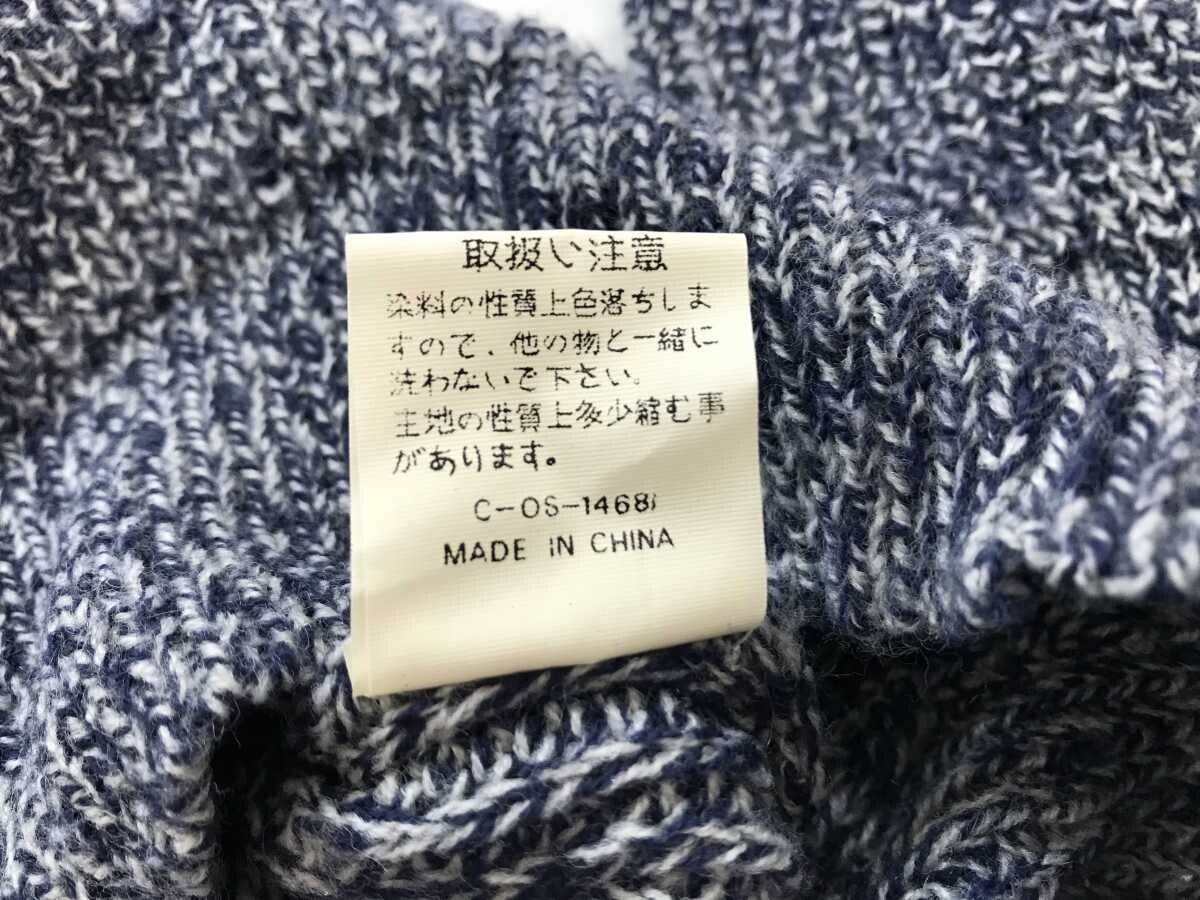 取扱い注意
染料の性質上色落ちしま
すので、他の物と一緒に
洗わないで下さい。
生地の性質上多少縮む事
があります。
C-OS-14681
MADE IN CHINA